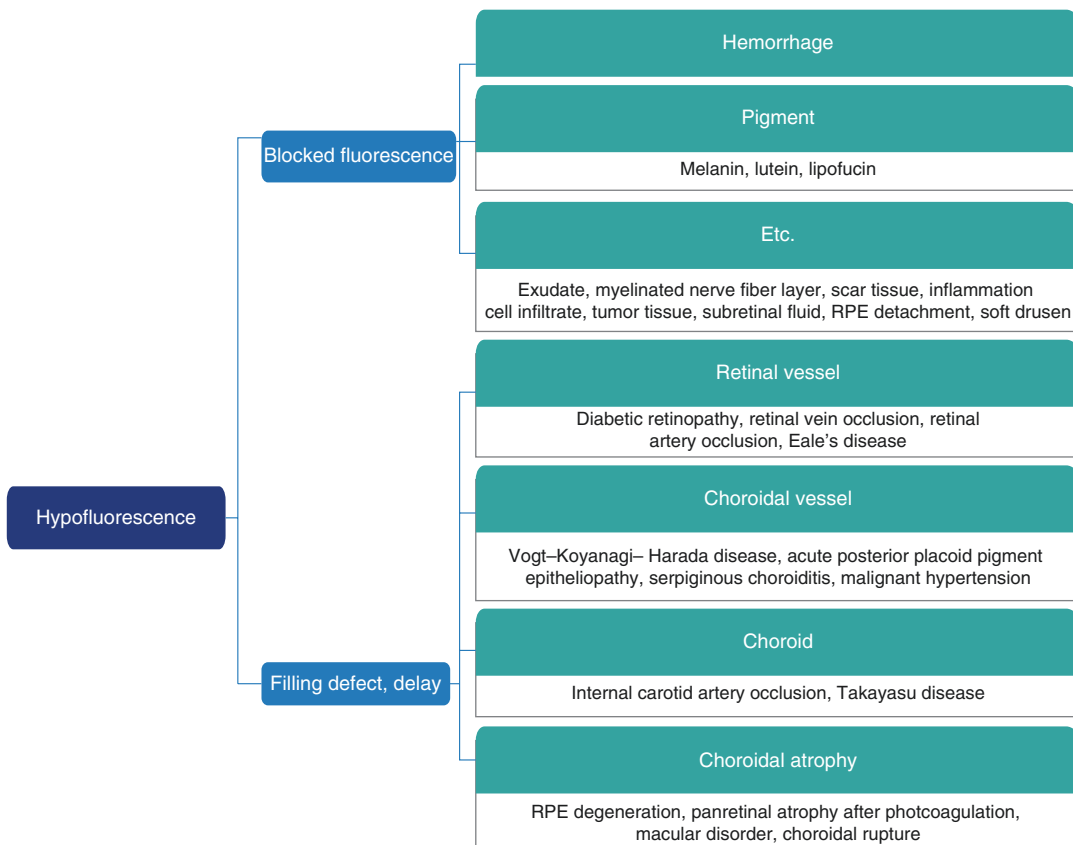 Hypofluorescence
Blocked fluorescence
Hemorrhage
Pigment
Melanin, lutein, lipofucin
Etc.
Exudate, myelinated nerve fiber layer, scar tissue, inflammation
cell infiltrate, tumor tissue, subretinal fluid, RPE detachment, soft drusen
Filling defect, delay
Retinal vessel
Diabetic retinopathy, retinal vein occlusion, retinal
artery occlusion, Eale's disease
Choroidal vessel
Vogt–Koyanagi– Harada disease, acute posterior placoid pigment
epitheliopathy, serpiginous choroiditis, malignant hypertension
Choroid
Internal carotid artery occlusion, Takayasu disease
Choroidal atrophy
RPE degeneration, panretinal atrophy after photcoagulation,
macular disorder, choroidal rupture